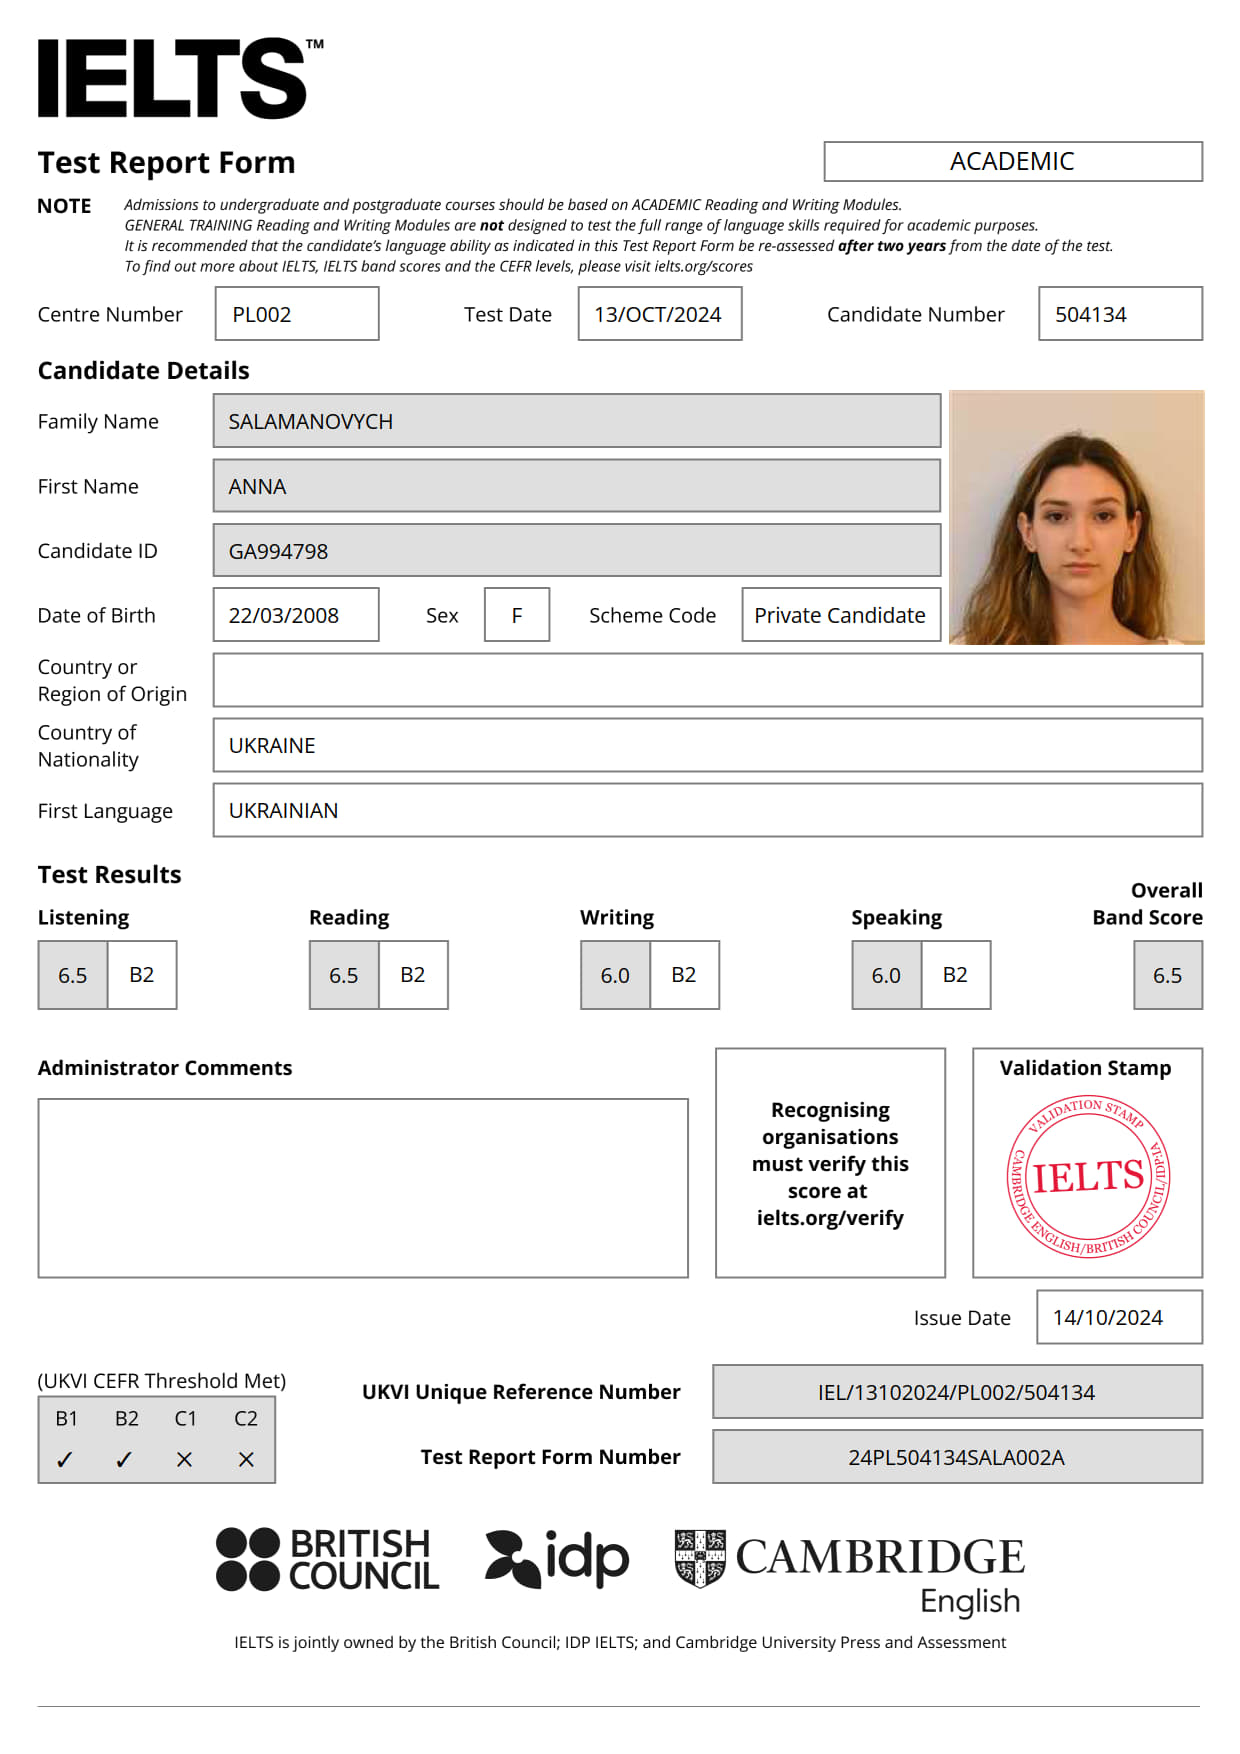 IELTS™
Test Report Form
ACADEMIC
NOTE
Admissions to undergraduate and postgraduate courses should be based on ACADEMIC Reading and Writing Modules.
GENERAL TRAINING Reading and Writing Modules are not designed to test the full range of language skills required for academic purposes.
It is recommended that the candidate's language ability as indicated in this Test Report Form be re-assessed after two years from the date of the test.
To find out more about IELTS, IELTS band scores and the CEFR levels, please visit ielts.org/scores
Centre Number PL002 Test Date 13/OCT/2024 Candidate Number 504134
Candidate Details
Family Name SALAMANOVYCH
First Name ANNA
Candidate ID GA994798
Date of Birth 22/03/2008 Sex F Scheme Code Private Candidate
Country or
Region of Origin
Country of
Nationality
UKRAINE
First Language UKRAINIAN
Test Results
Listening Reading Writing Speaking
Overall
Band Score
6.5 B2 6.5 B2 6.0 B2 6.0 B2 6.5
Administrator Comments
Recognising
organisations
must verify this
score at
ielts.org/verify
Validation Stamp
VALIDATION STAMP
IELTS
CAMBRIDGE ENGLISH/BRITISH COUNCIL/IDP:IA
Issue Date 14/10/2024
(UKVI CEFR Threshold Met)
B1 B2 C1 C2
✓ ✓ ✕ ✕
UKVI Unique Reference Number IEL/13102024/PL002/504134
Test Report Form Number 24PL504134SALA002A
BRITISH
COUNCIL
idp
CAMBRIDGE
English
IELTS is jointly owned by the British Council; IDP IELTS; and Cambridge University Press and Assessment